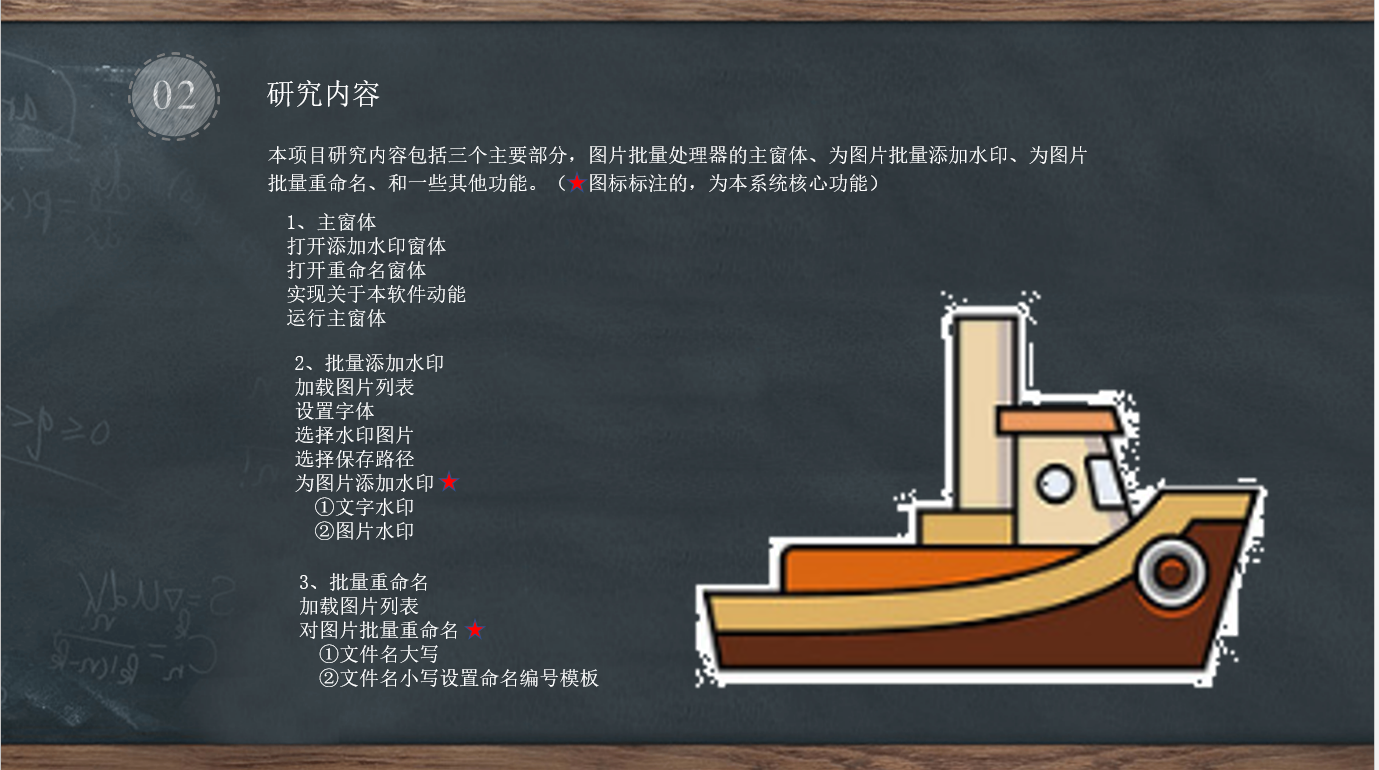 02
研究内容
本项目研究内容包括三个主要部分，图片批量处理器的主窗体、为图片批量添加水印、为图片
批量重命名、和一些其他功能。（★图标标注的，为本系统核心功能）
1、主窗体
打开添加水印窗体
打开重命名窗体
实现关于本软件动能
运行主窗体
2、批量添加水印
加载图片列表
设置字体
选择水印图片
选择保存路径
为图片添加水印★
①文字水印
②图片水印
3、批量重命名
加载图片列表
对图片批量重命名★
①文件名大写
②文件名小写设置命名编号模板